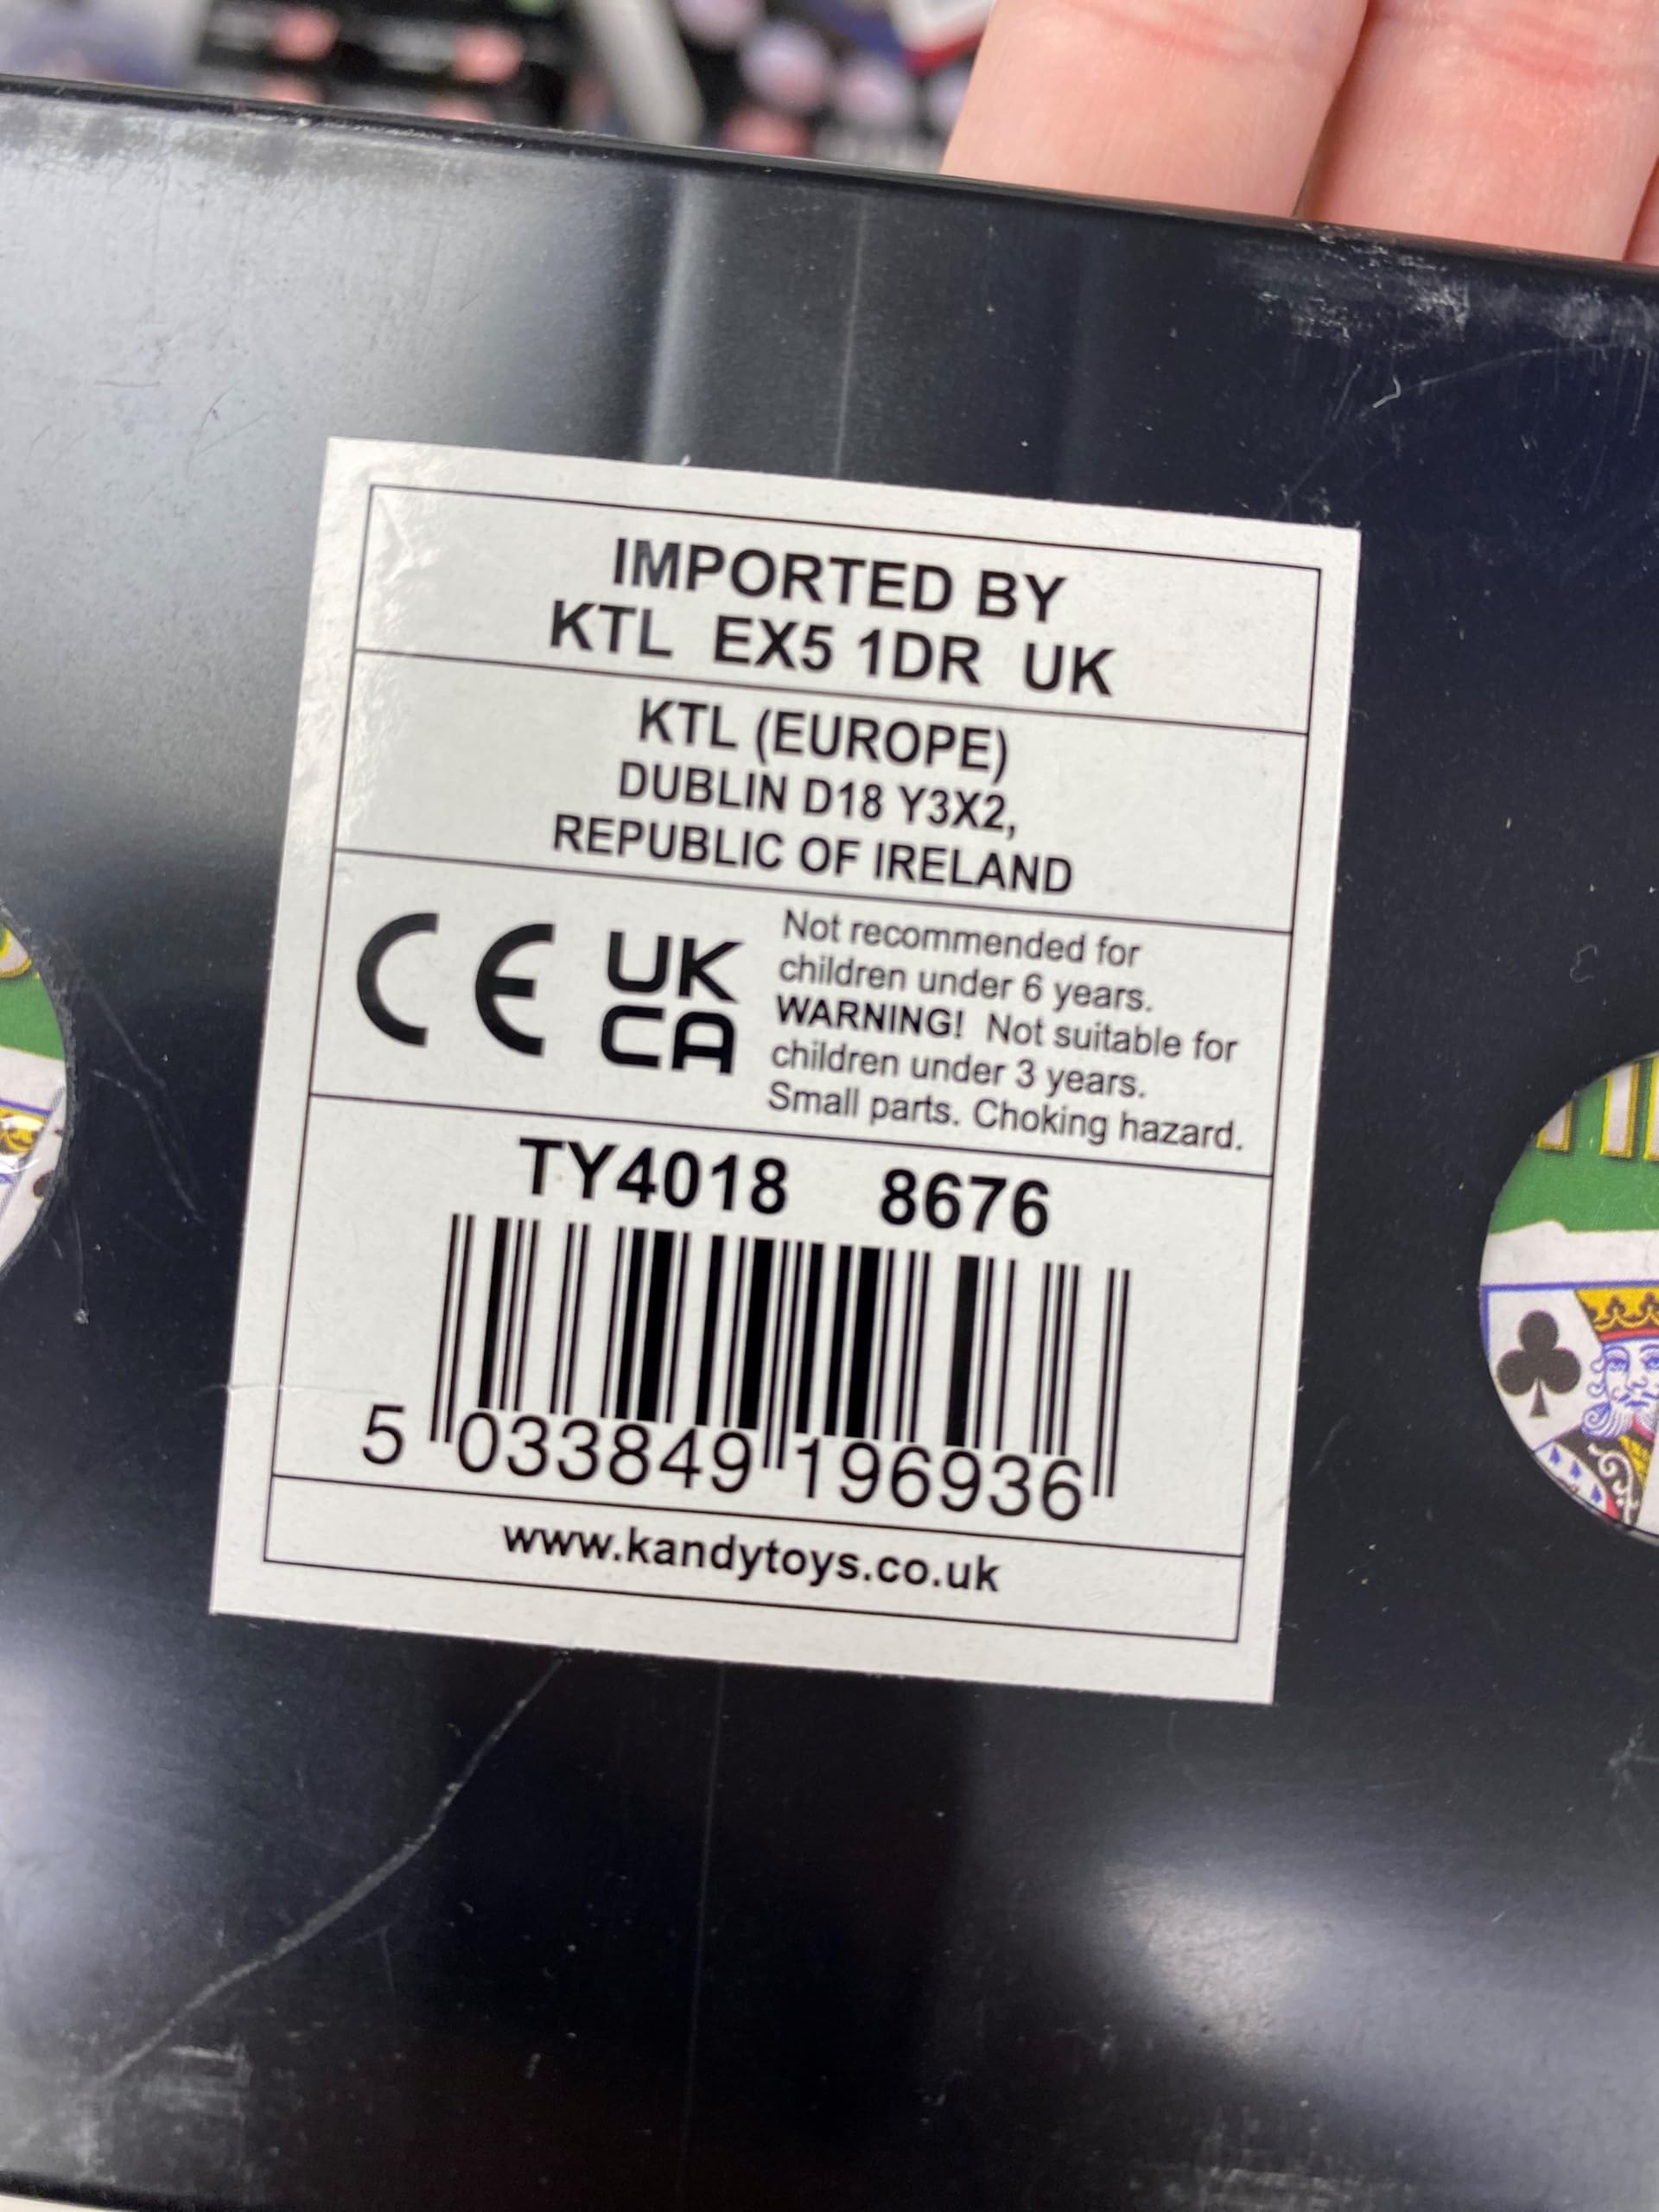 IMPORTED BY
KTL EX5 1DR UK
KTL (EUROPE)
DUBLIN D18 Y3X2,
REPUBLIC OF IRELAND
CE UK
CA
Not recommended for
children under 6 years.
WARNING! Not suitable for
children under 3 years.
Small parts. Choking hazard.
TY4018 8676
5 033849 196936
www.kandytoys.co.uk